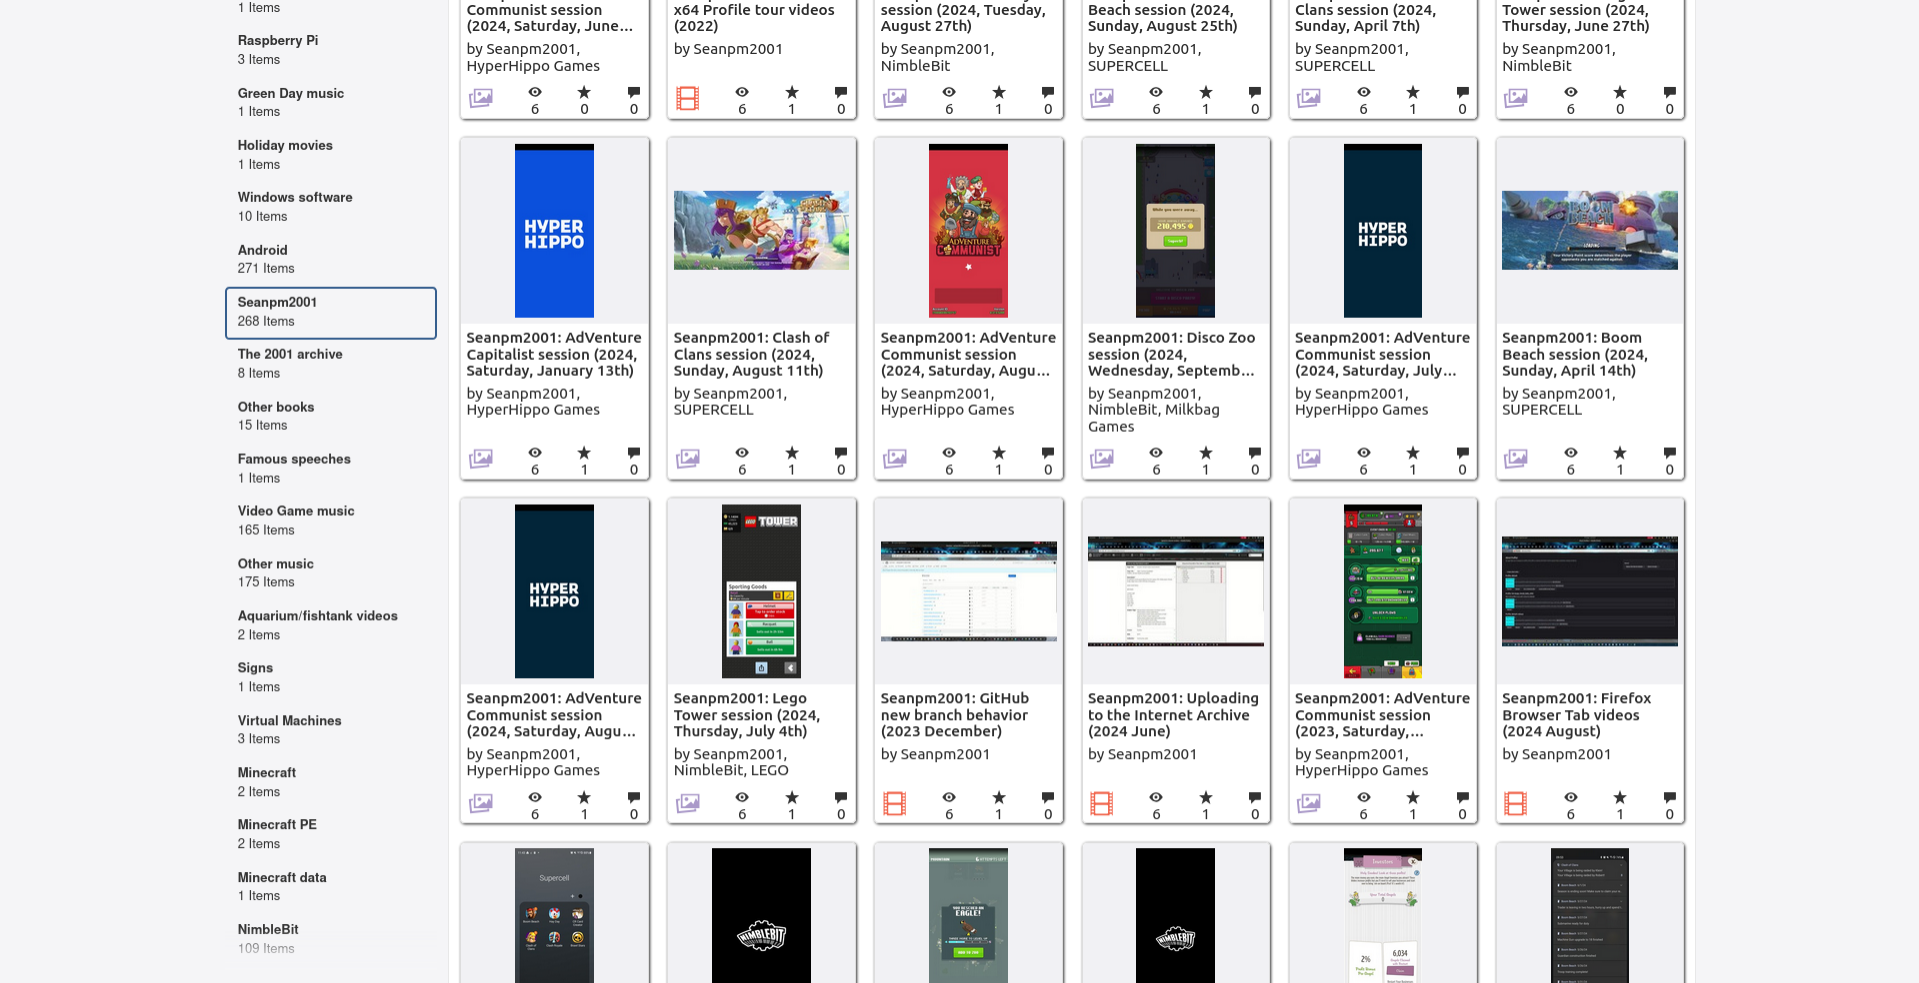 1 Items
Raspberry Pi
3 Items
Green Day music
1 Items
Holiday movies
1 Items
Windows software
10 Items
Android
271 Items
Seanpm2001
268 Items
The 2001 archive
8 Items
Other books
15 Items
Famous speeches
1 Items
Video Game music
165 Items
Other music
175 Items
Aquarium/fishtank videos
2 Items
Signs
1 Items
Virtual Machines
3 Items
Minecraft
2 Items
Minecraft PE
2 Items
Minecraft data
1 Items
NimbleBit
109 Items
Communist session
(2024, Saturday, June...
by Seanpm2001,
HyperHippo Games
6 0 0
x64 Profile tour videos
(2022)
by Seanpm2001
6 1 0
session (2024, Tuesday,
August 27th)
by Seanpm2001,
NimbleBit
6 1 0
Beach session (2024,
Sunday, August 25th)
by Seanpm2001,
SUPERCELL
6 1 0
Clans session (2024,
Sunday, April 7th)
by Seanpm2001,
SUPERCELL
6 1 0
Tower session (2024,
Thursday, June 27th)
by Seanpm2001,
NimbleBit
6 0 0
HYPER
HIPPO
Seanpm2001: AdVenture
Capitalist session (2024,
Saturday, January 13th)
by Seanpm2001,
HyperHippo Games
6 1 0
Seanpm2001: Clash of
Clans session (2024,
Sunday, August 11th)
by Seanpm2001,
SUPERCELL
6 1 0
ADVENTURE
COMMUNIST
Seanpm2001: AdVenture
Communist session
(2024, Saturday, Augu...
by Seanpm2001,
HyperHippo Games
6 1 0
While you were away...
210,495
Seanpm2001: Disco Zoo
session (2024,
Wednesday, Septemb...
by Seanpm2001,
NimbleBit, Milkbag
Games
6 1 0
HYPER
HIPPO
Seanpm2001: AdVenture
Communist session
(2024, Saturday, July...
by Seanpm2001,
HyperHippo Games
6 1 0
BOOM
BEACH
LOADING
Your Victory Point score determines the player
opponents you are matched against.
Seanpm2001: Boom
Beach session (2024,
Sunday, April 14th)
by Seanpm2001,
SUPERCELL
6 1 0
HYPER
HIPPO
Seanpm2001: AdVenture
Communist session
(2024, Saturday, Augu...
by Seanpm2001,
HyperHippo Games
6 1 0
LEGO TOWER
Sporting Goods
Seanpm2001: Lego
Tower session (2024,
Thursday, July 4th)
by Seanpm2001,
NimbleBit, LEGO
6 1 0
Seanpm2001: GitHub
new branch behavior
(2023 December)
by Seanpm2001
6 1 0
Seanpm2001: Uploading
to the Internet Archive
(2024 June)
by Seanpm2001
6 1 0
Seanpm2001: AdVenture
Communist session
(2023, Saturday,...
by Seanpm2001,
HyperHippo Games
6 1 0
Seanpm2001: Firefox
Browser Tab videos
(2024 August)
by Seanpm2001
6 1 0
Supercell
NIMBLEBIT
EAGLE!
NIMBLEBIT
2%
6,034